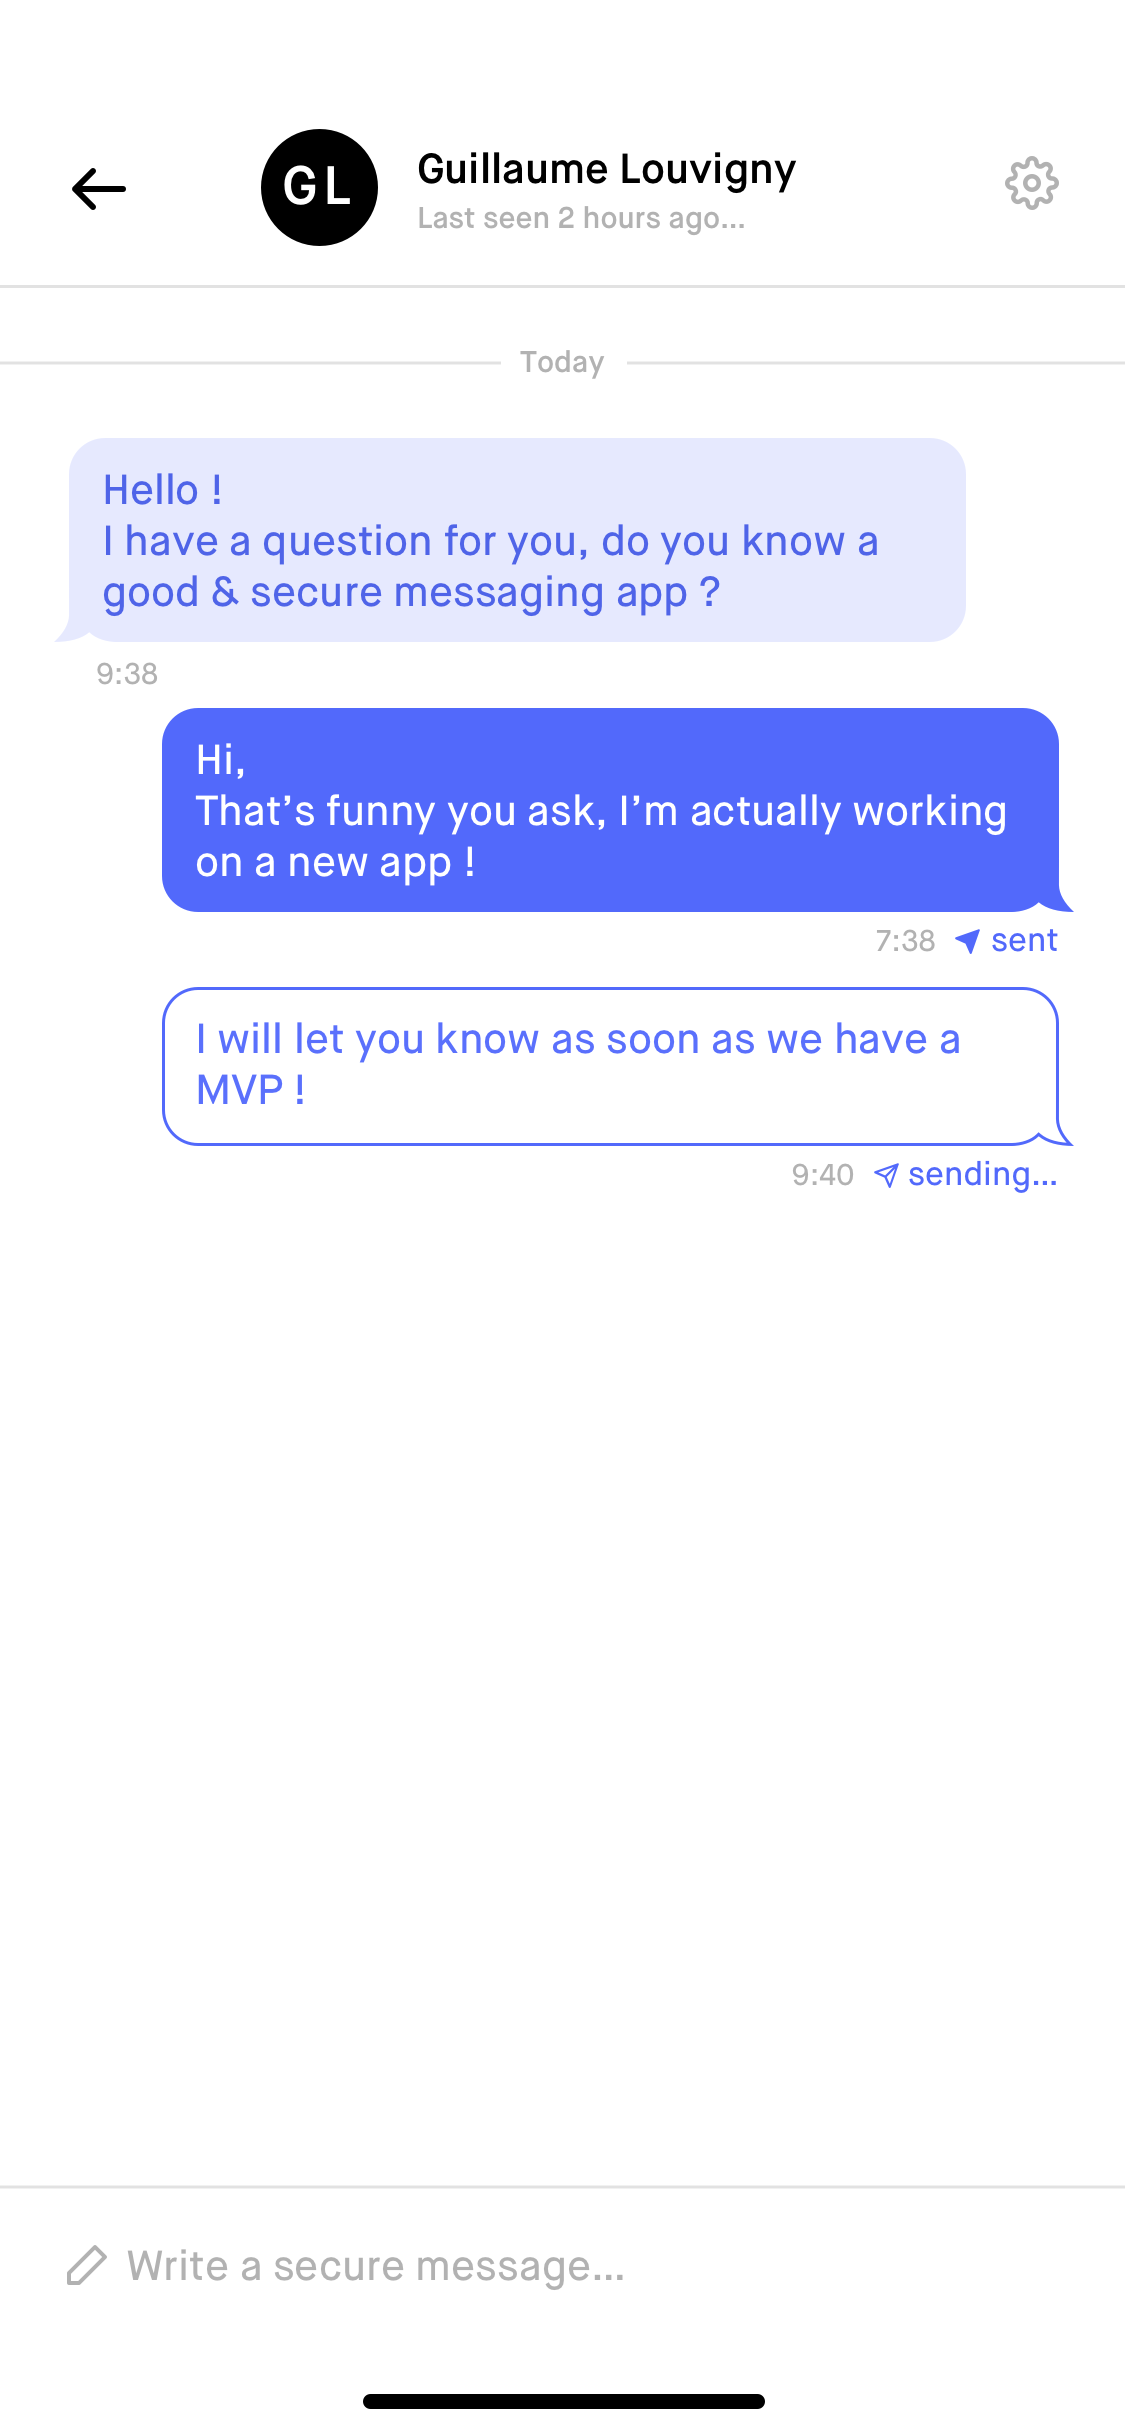 GL
Guillaume Louvigny
Last seen 2 hours ago...
Today
Hello !
I have a question for you, do you know a
good & secure messaging app ?
9:38
Hi,
That’s funny you ask, I’m actually working
on a new app !
7:38 sent
I will let you know as soon as we have a
MVP !
9:40 sending...
Write a secure message...